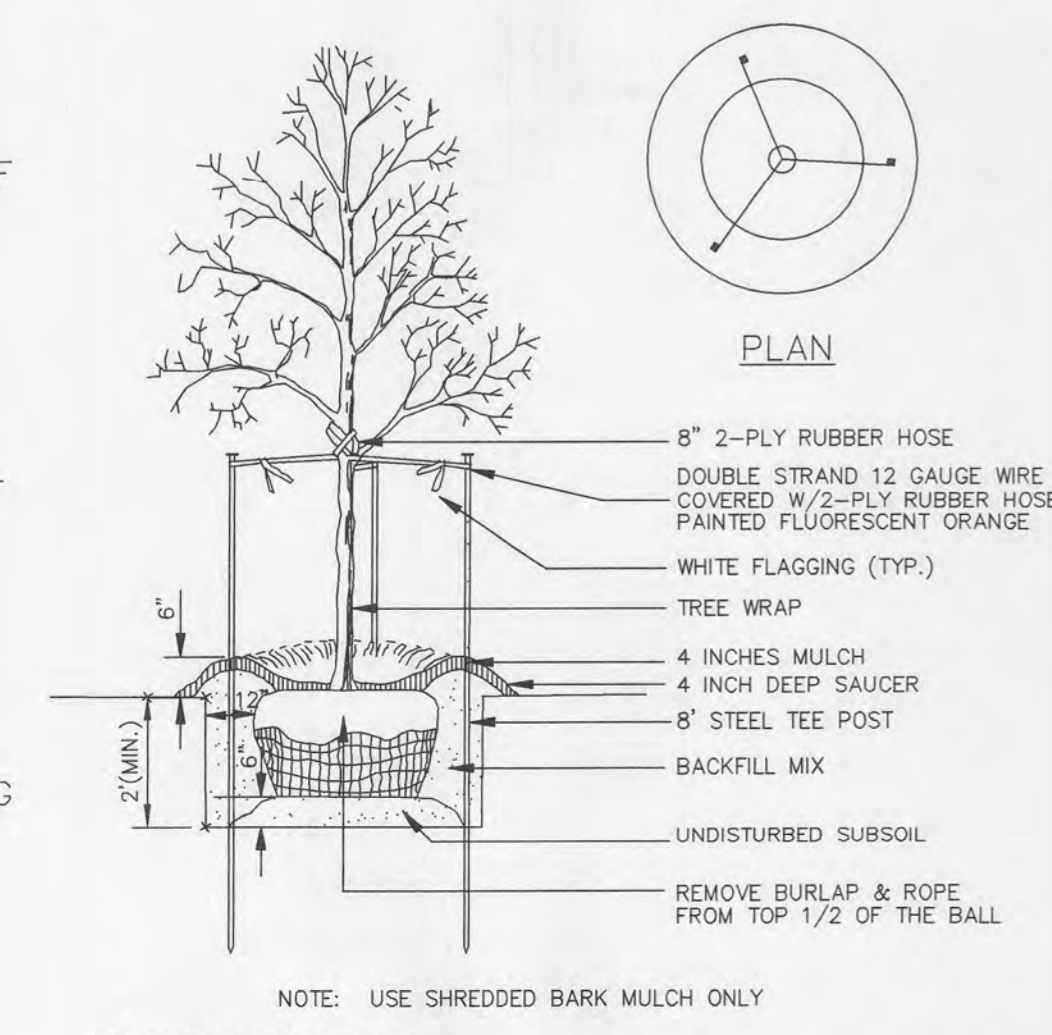 PLAN
8" 2-PLY RUBBER HOSE
DOUBLE STRAND 12 GAUGE WIRE
COVERED W/2-PLY RUBBER HOSE
PAINTED FLUORESCENT ORANGE
WHITE FLAGGING (TYP.)
TREE WRAP
6"
4 INCHES MULCH
4 INCH DEEP SAUCER
12"
8' STEEL TEE POST
2'(MIN.)
6"
BACKFILL MIX
UNDISTURBED SUBSOIL
REMOVE BURLAP & ROPE
FROM TOP 1/2 OF THE BALL
NOTE: USE SHREDDED BARK MULCH ONLY